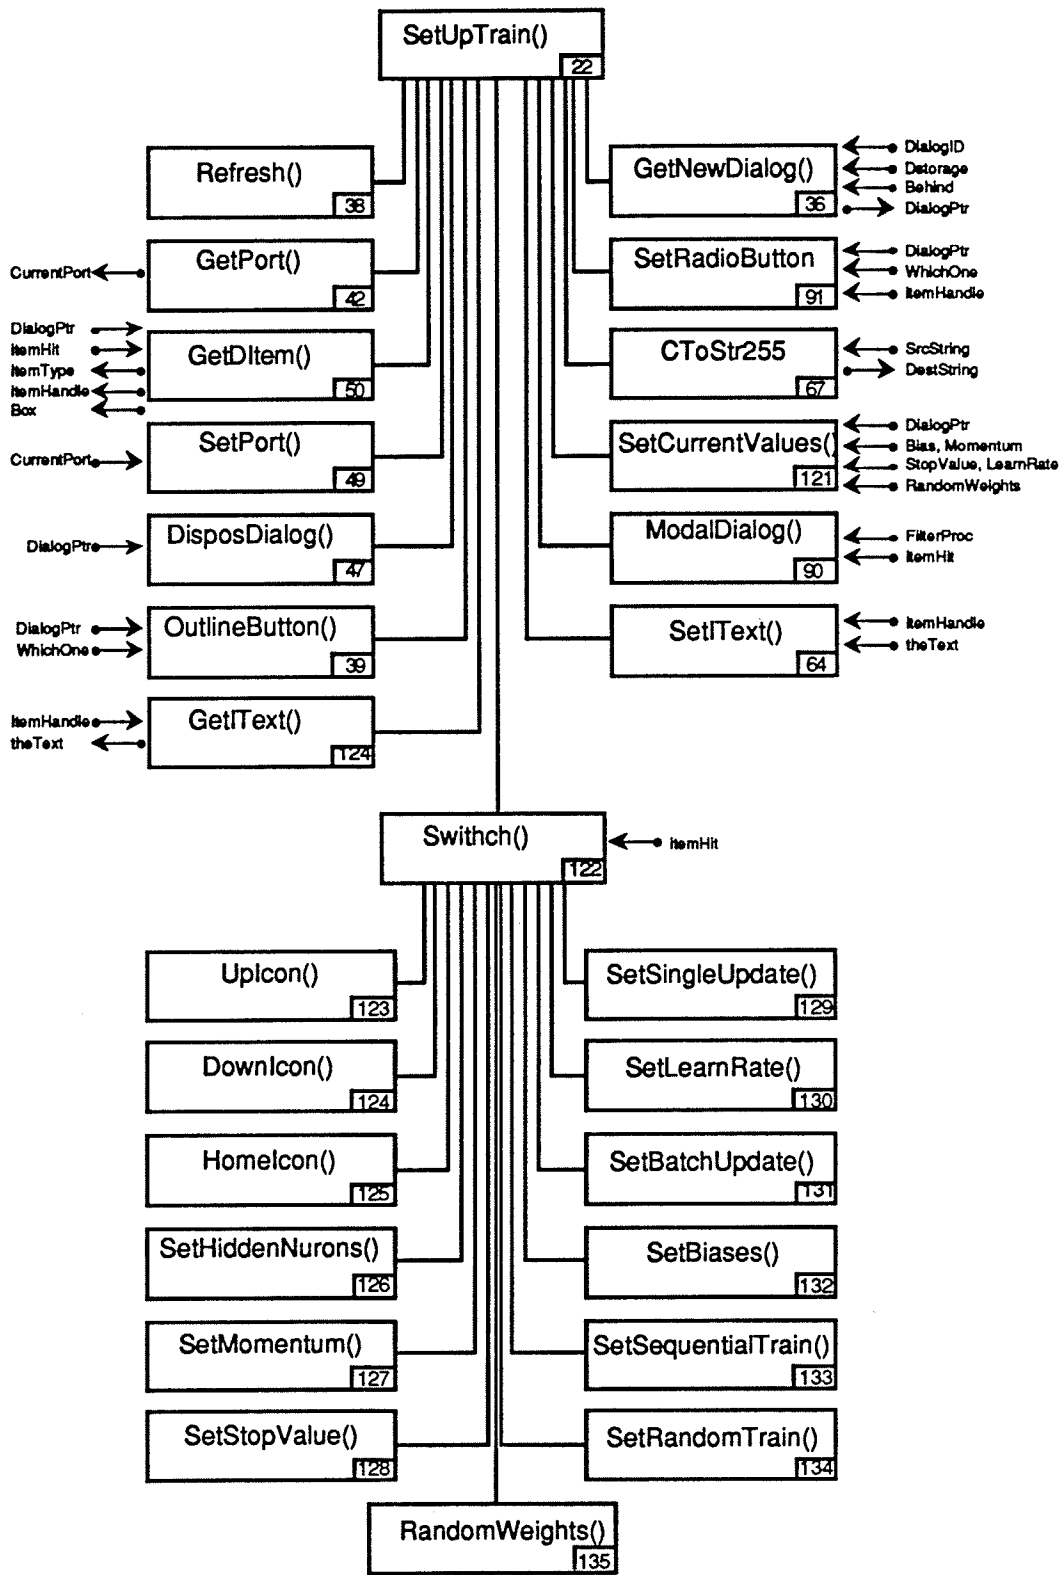 SetUpTrain()
22
Refresh()
38
GetPort()
42
CurrentPort
GetDItem()
50
DialogPtr
ItemHit
ItemType
ItemHandle
Box
SetPort()
49
CurrentPort
DisposDialog()
47
DialogPtr
OutlineButton()
39
DialogPtr
WhichOne
GetIText()
124
ItemHandle
theText
GetNewDialog()
36
DialogID
Dstorage
Behind
DialogPtr
SetRadioButton
91
DialogPtr
WhichOne
ItemHandle
CToStr255
67
SrcString
DestString
SetCurrentValues()
121
DialogPtr
Bias, Momentum
StopValue, LearnRate
RandomWeights
ModalDialog()
90
FilterProc
ItemHit
SetIText()
64
ItemHandle
theText
Swithch()
122
ItemHit
UpIcon()
123
DownIcon()
124
HomeIcon()
125
SetHiddenNurons()
126
SetMomentum()
127
SetStopValue()
128
SetSingleUpdate()
129
SetLearnRate()
130
SetBatchUpdate()
131
SetBiases()
132
SetSequentialTrain()
133
SetRandomTrain()
134
RandomWeights()
135